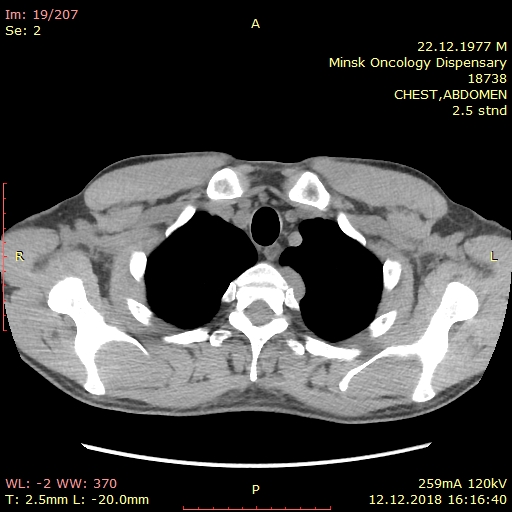 Im: 19/207
Se: 2
A
22.12.1977 M
Minsk Oncology Dispensary
18738
CHEST,ABDOMEN
2.5 stnd
R
L
WL: -2 WW: 370
T: 2.5mm L: -20.0mm
P
259mA 120kV
12.12.2018 16:16:40